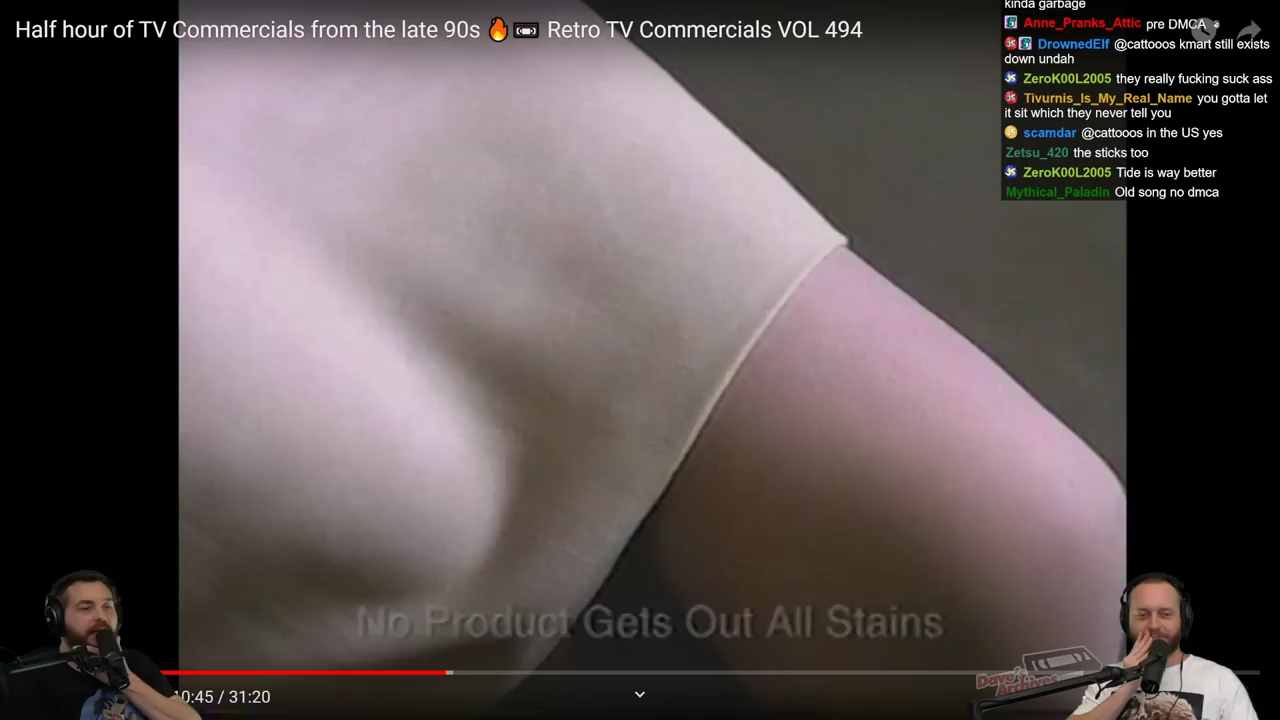 Half hour of TV Commercials from the late 90s 🔥📼 Retro TV Commercials VOL 494
kinda garbage
Anne_Pranks_Attic pre DMCA
DrownedElf @cattooos kmart still exists
down undah
ZeroK00L2005 they really fucking suck ass
Tivurnis_Is_My_Real_Name you gotta let
it sit which they never tell you
scamdar @cattooos in the US yes
Zetsu_420 the sticks too
ZeroK00L2005 Tide is way better
Mythical_Paladin Old song no dmca
No Product Gets Out All Stains
Dave's
Archives
10:45 / 31:20